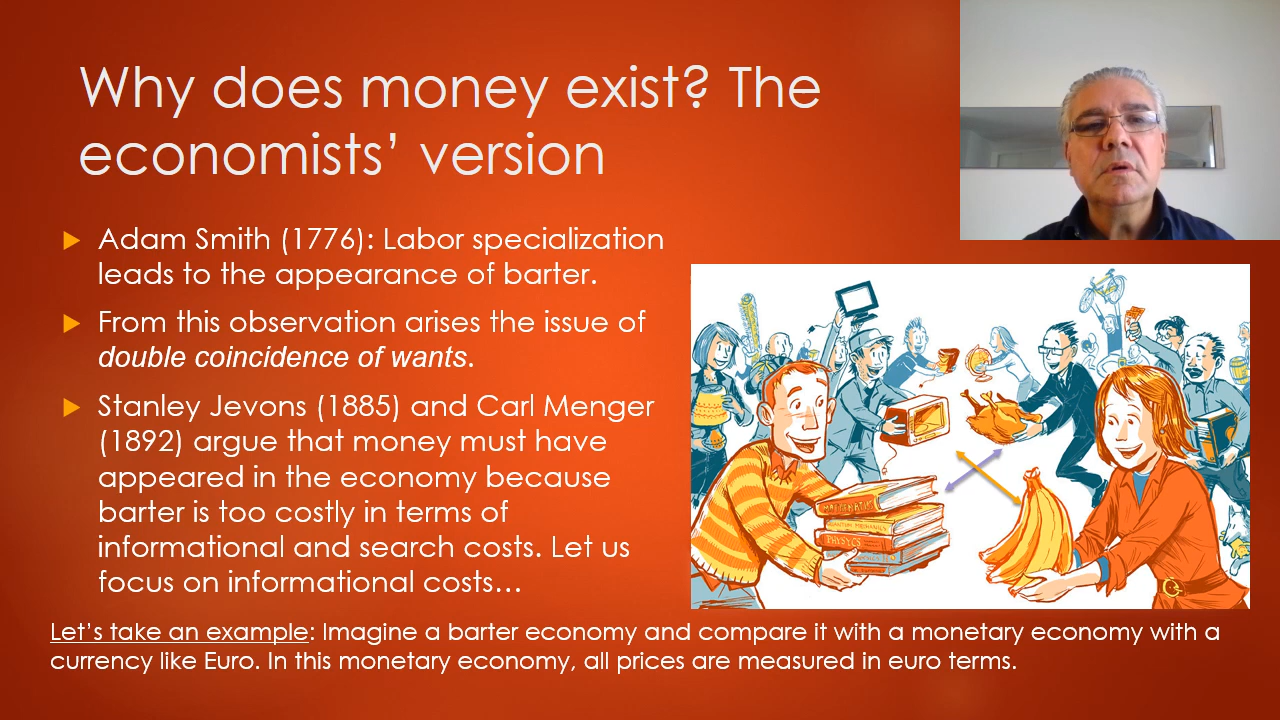 Why does money exist? The
economists’ version
Adam Smith (1776): Labor specialization
leads to the appearance of barter.
From this observation arises the issue of
double coincidence of wants.
Stanley Jevons (1885) and Carl Menger
(1892) argue that money must have
appeared in the economy because
barter is too costly in terms of
informational and search costs. Let us
focus on informational costs…
MATHEMATICS
QUANTUM MECHANICS
PHYSICS
Let’s take an example: Imagine a barter economy and compare it with a monetary economy with a
currency like Euro. In this monetary economy, all prices are measured in euro terms.